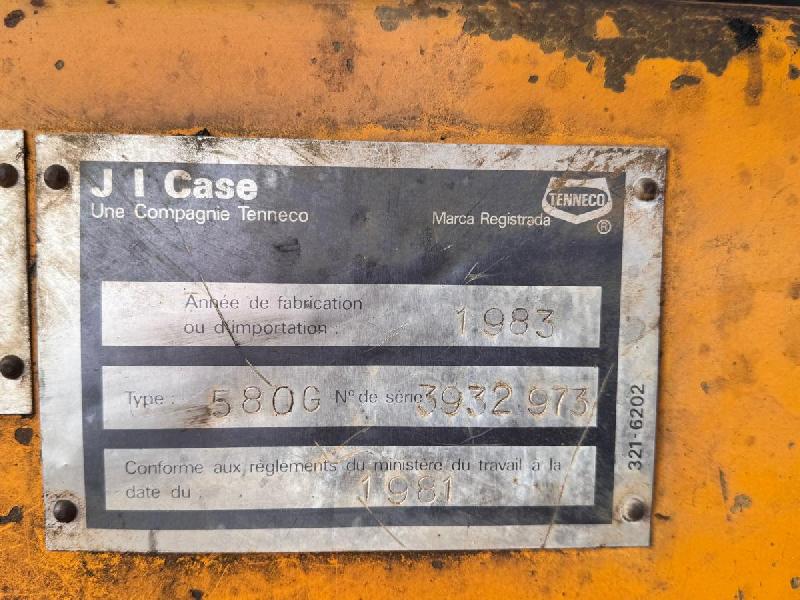 J I Case
Une Compagnie Tenneco
Marca Registrada
TENNECO
®
Année de fabrication
ou d'importation : 1983
Type : 580G N° de série 3932973
Conforme aux règlements du ministère du travail à la
date du : 1981
321-6202